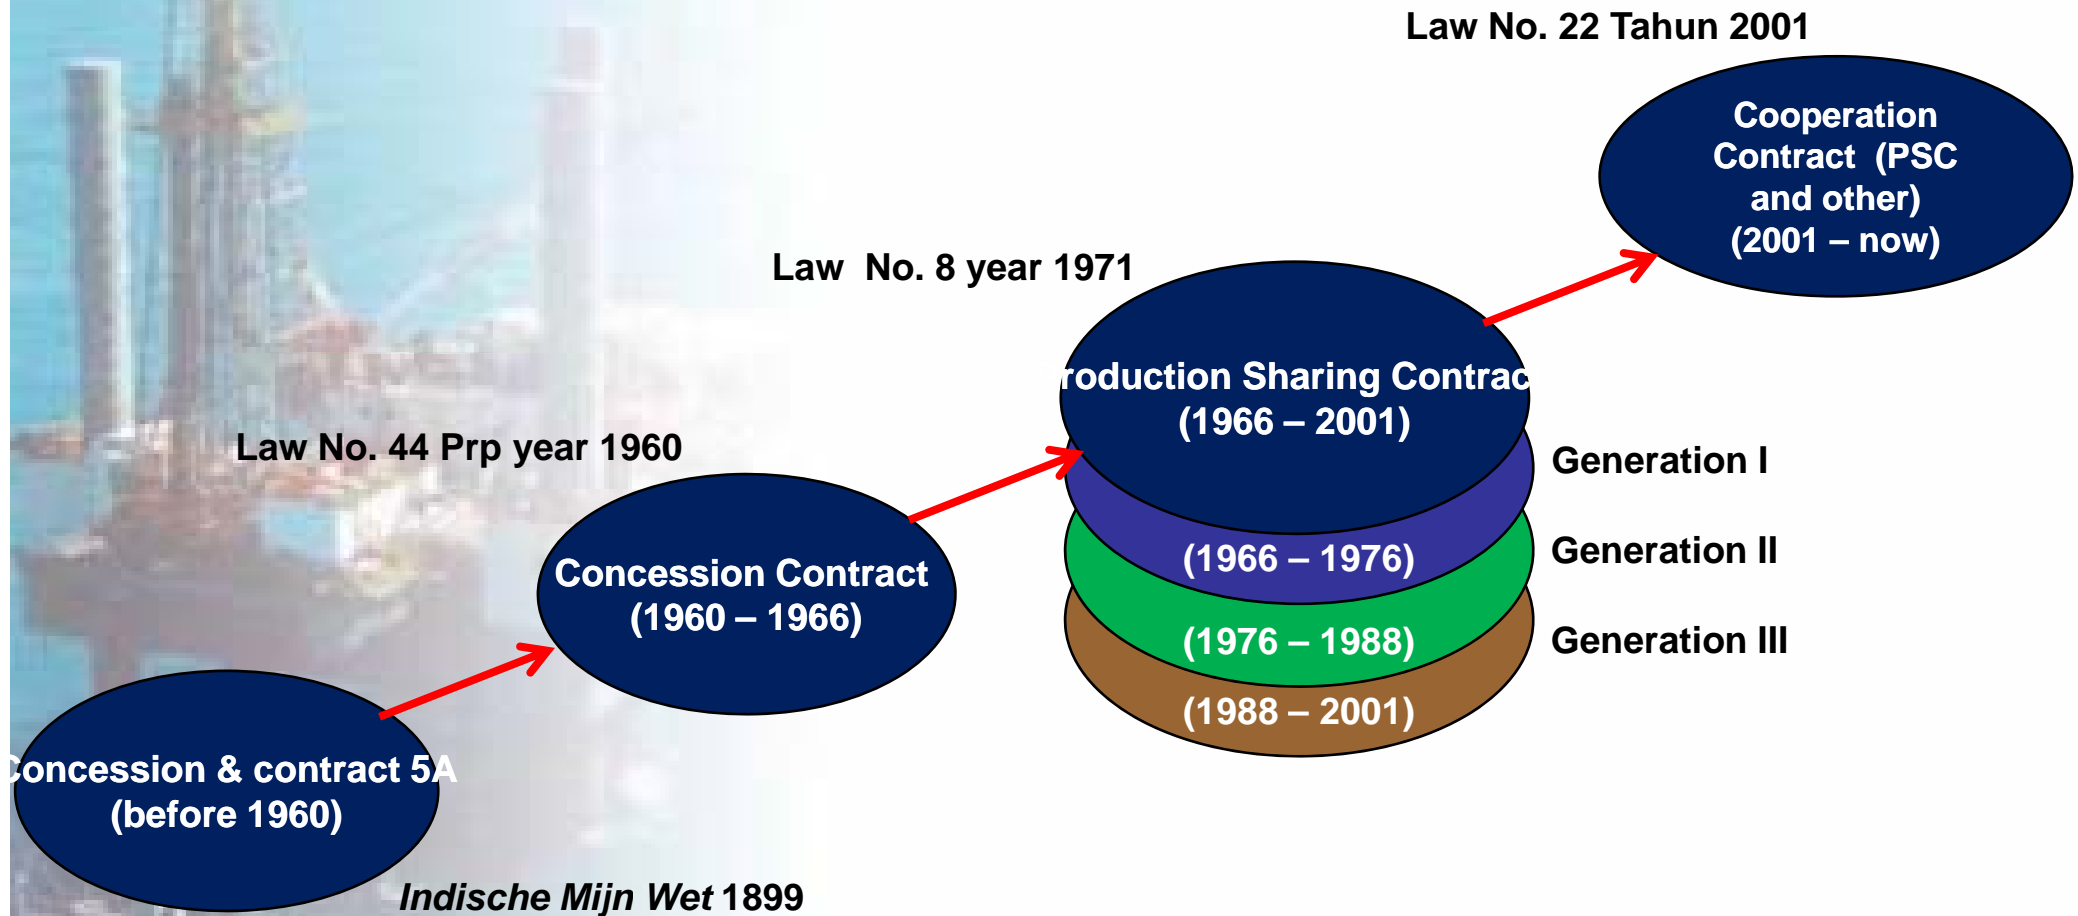 Law No. 22 Tahun 2001
Cooperation
Contract (PSC
and other)
(2001 – now)
Law No. 8 year 1971
roduction Sharing Contrac
(1966 – 2001)
Generation I
(1966 – 1976)
Generation II
(1976 – 1988)
Generation III
(1988 – 2001)
Law No. 44 Prp year 1960
Concession Contract
(1960 – 1966)
Concession & contract 5A
(before 1960)
Indische Mijn Wet 1899